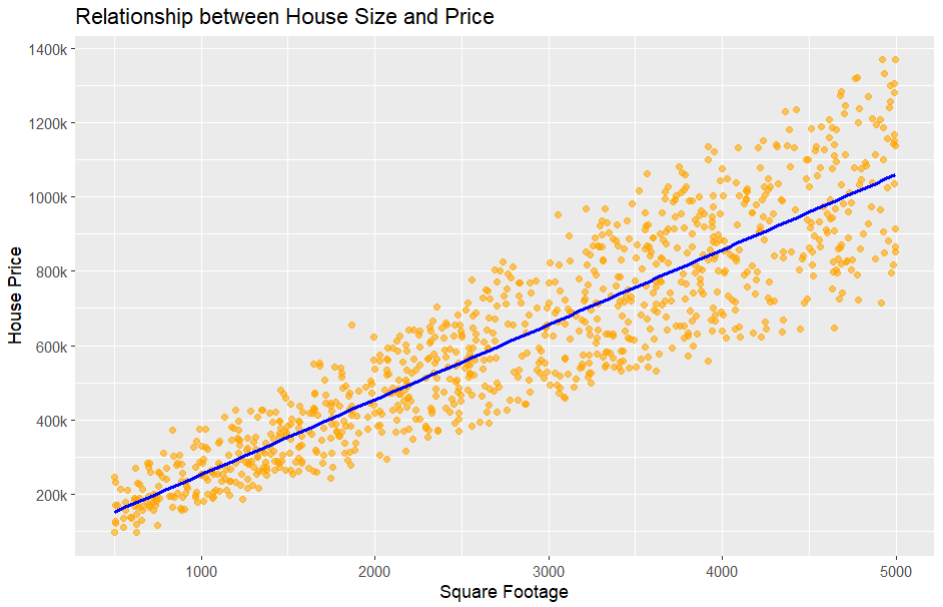 Relationship between House Size and Price
1400k
1200k
1000k
800k
600k
400k
200k
House Price
1000 2000 3000 4000 5000
Square Footage